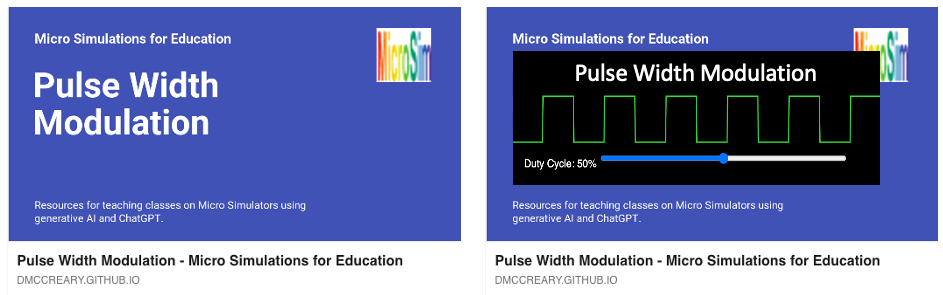 Micro Simulations for Education
MicroSim
Pulse Width
Modulation
Resources for teaching classes on Micro Simulators using
generative AI and ChatGPT.
Pulse Width Modulation - Micro Simulations for Education
DMCCREARY.GITHUB.IO
Micro Simulations for Education
MicroSim
Pulse Width Modulation
Duty Cycle: 50%
Resources for teaching classes on Micro Simulators using
generative AI and ChatGPT.
Pulse Width Modulation - Micro Simulations for Education
DMCCREARY.GITHUB.IO